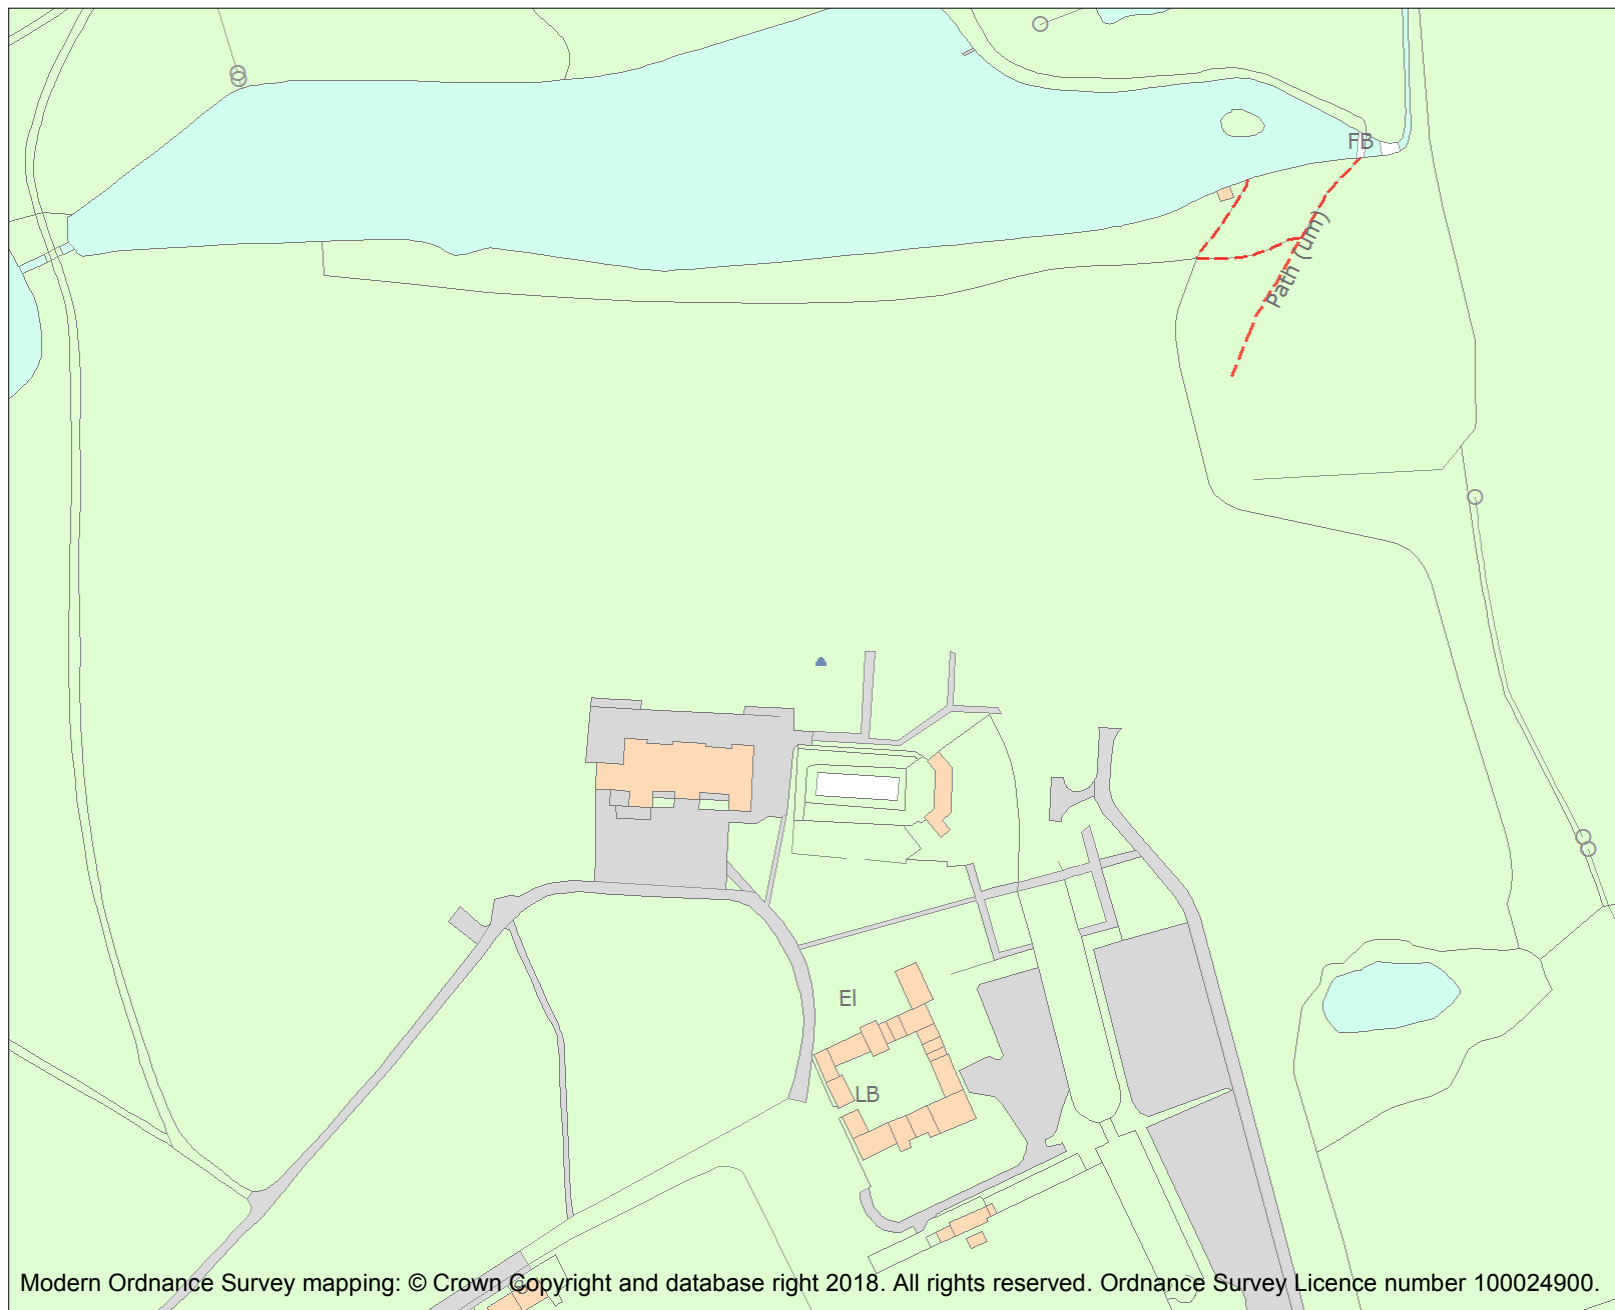 FB
Path (um)
El
LB
Modern Ordnance Survey mapping: © Crown Copyright and database right 2018. All rights reserved. Ordnance Survey Licence number 100024900.